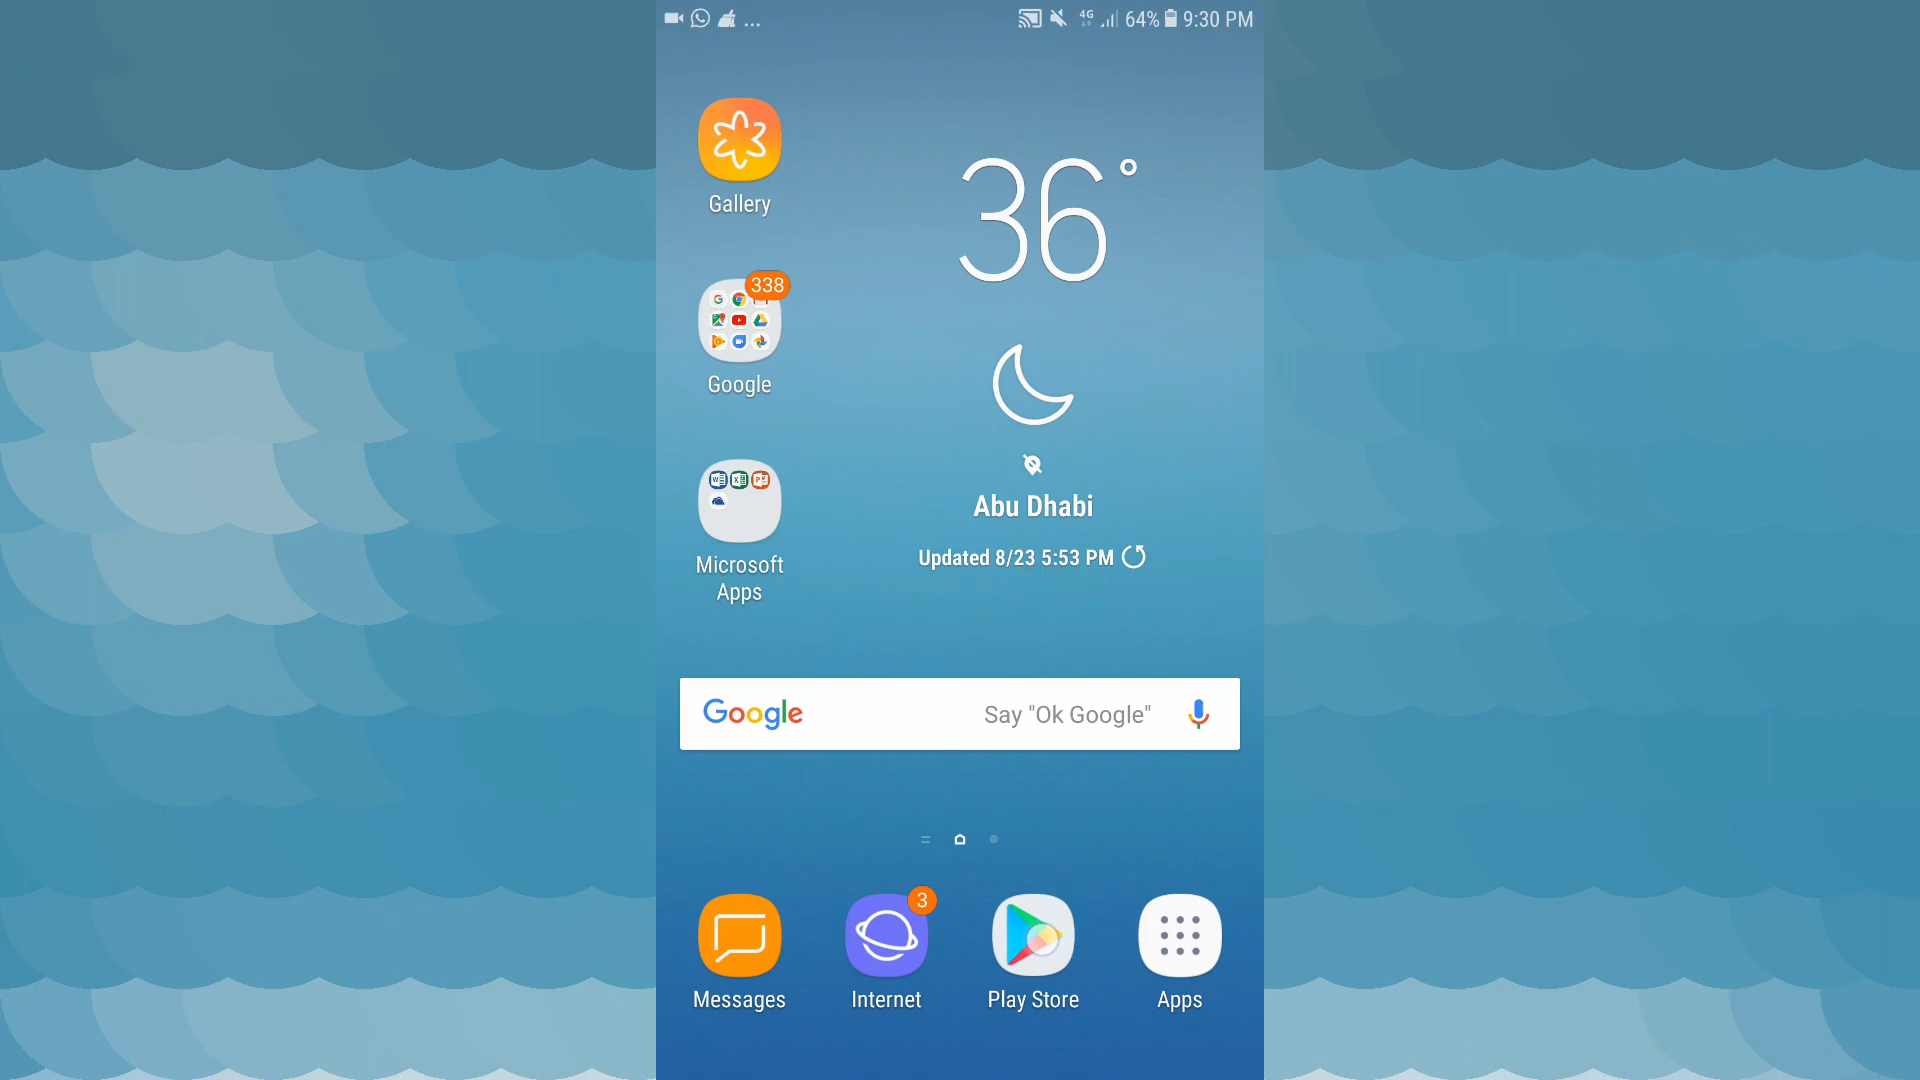 ... 4G 64% 9:30 PM
Gallery
36°
338
Google
Abu Dhabi
Updated 8/23 5:53 PM
Microsoft
Apps
Google Say "Ok Google"
3
Messages Internet Play Store Apps